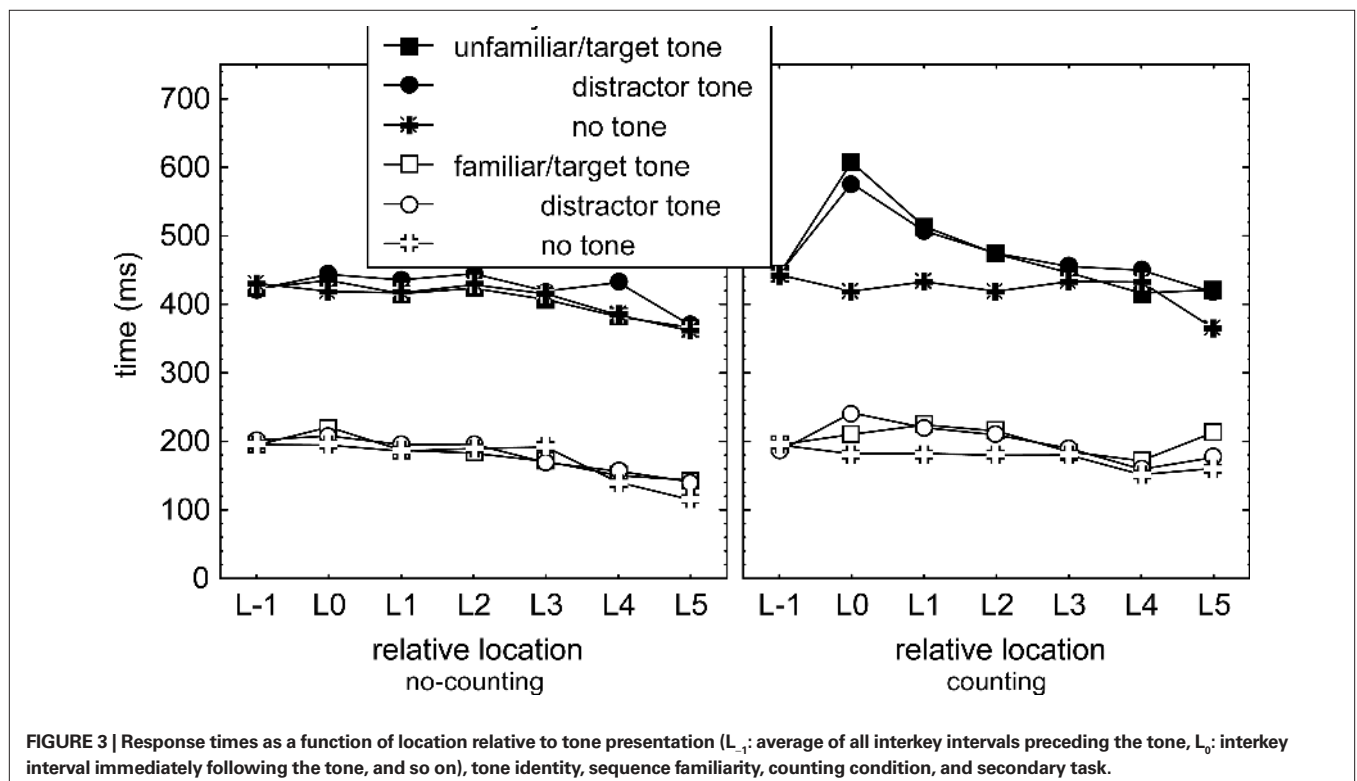 unfamiliar/target tone
distractor tone
no tone
familiar/target tone
distractor tone
no tone
time (ms)
700
600
500
400
300
200
100
0
L-1 L0 L1 L2 L3 L4 L5
relative location
no-counting
L-1 L0 L1 L2 L3 L4 L5
relative location
counting
FIGURE 3 | Response times as a function of location relative to tone presentation (L₋₁: average of all interkey intervals preceding the tone, L₀: interkey
interval immediately following the tone, and so on), tone identity, sequence familiarity, counting condition, and secondary task.